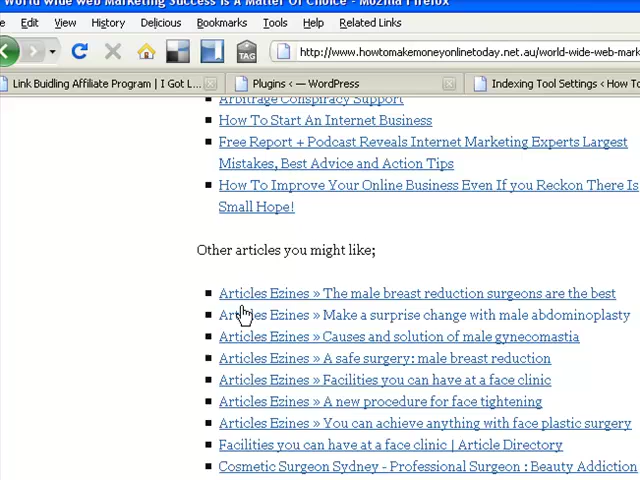 World Wide Web Marketing Success Is A Matter Of Choice - Mozilla Firefox
Edit View History Delicious Bookmarks Tools Help Related Links
TAG http://www.howtomakemoneyonlinetoday.net.au/world-wide-web-mark
Link Buidling Affiliate Program | I Got L... Plugins ‹ — WordPress Indexing Tool Settings ‹ How To
Arbitrage Conspiracy Support
How To Start An Internet Business
Free Report + Podcast Reveals Internet Marketing Experts Largest
Mistakes, Best Advice and Action Tips
How To Improve Your Online Business Even If you Reckon There Is
Small Hope!
Other articles you might like;
Articles Ezines » The male breast reduction surgeons are the best
Articles Ezines » Make a surprise change with male abdominoplasty
Articles Ezines » Causes and solution of male gynecomastia
Articles Ezines » A safe surgery: male breast reduction
Articles Ezines » Facilities you can have at a face clinic
Articles Ezines » A new procedure for face tightening
Articles Ezines » You can achieve anything with face plastic surgery
Facilities you can have at a face clinic | Article Directory
Cosmetic Surgeon Sydney - Professional Surgeon : Beauty Addiction